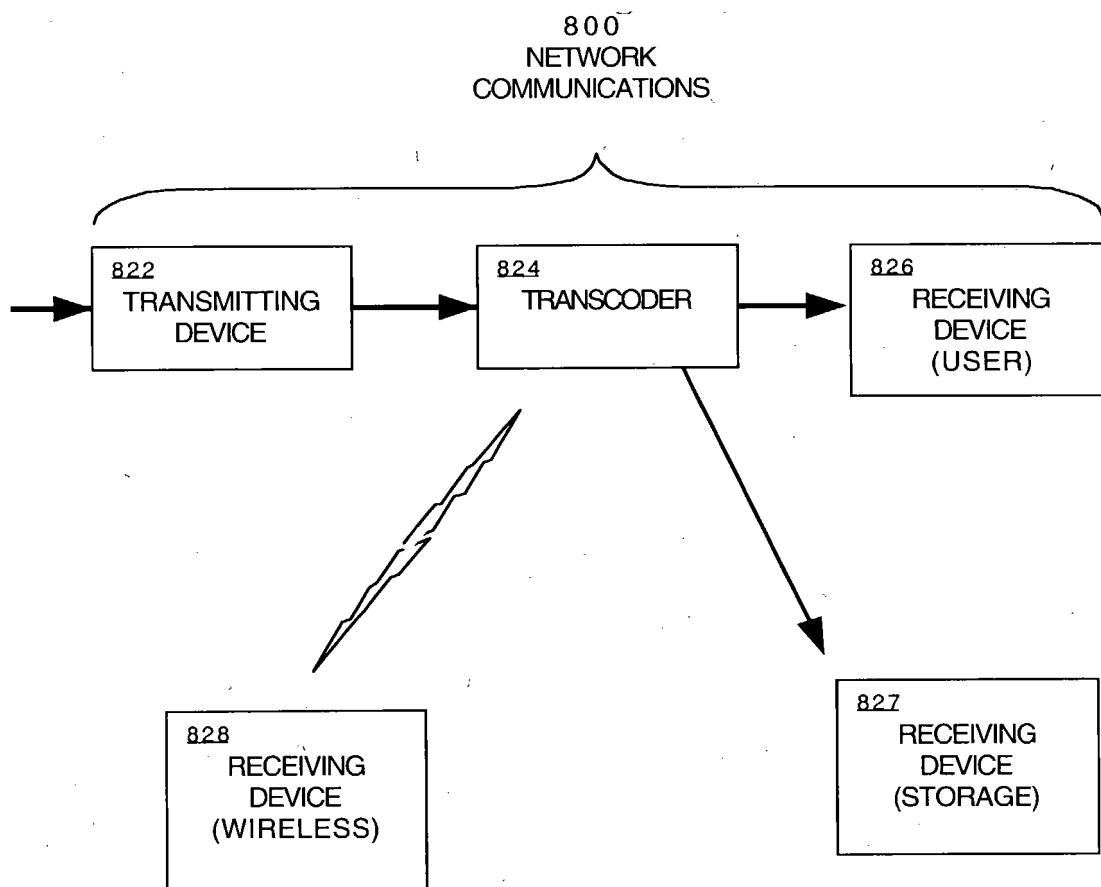 800
NETWORK
COMMUNICATIONS
822
TRANSMITTING
DEVICE
824
TRANSCODER
826
RECEIVING
DEVICE
(USER)
828
RECEIVING
DEVICE
(WIRELESS)
827
RECEIVING
DEVICE
(STORAGE)